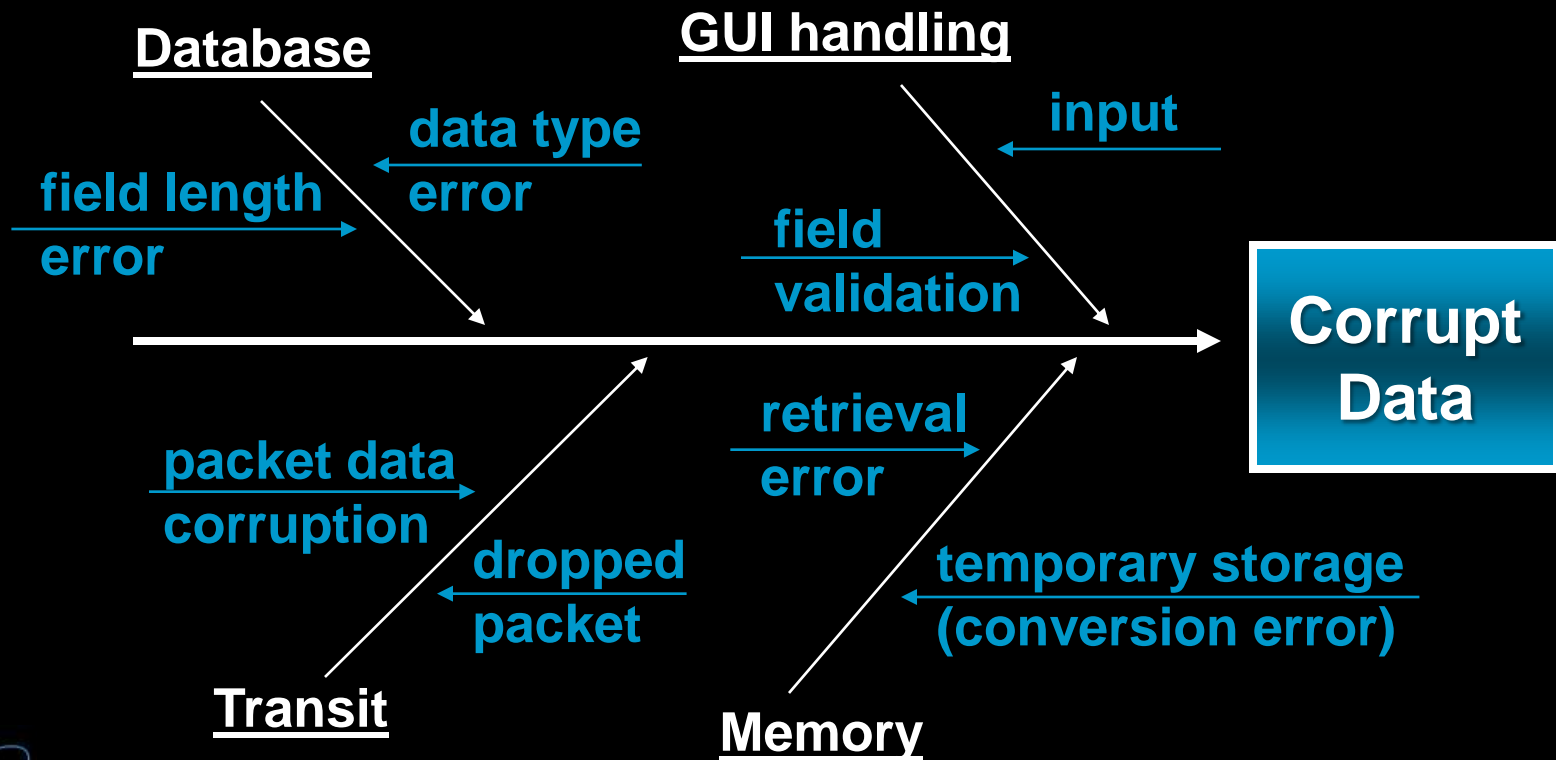 Database
GUI handling
data type
error
input
field length
error
field
validation
Corrupt
Data
retrieval
error
packet data
corruption
dropped
packet
temporary storage
(conversion error)
Transit
Memory